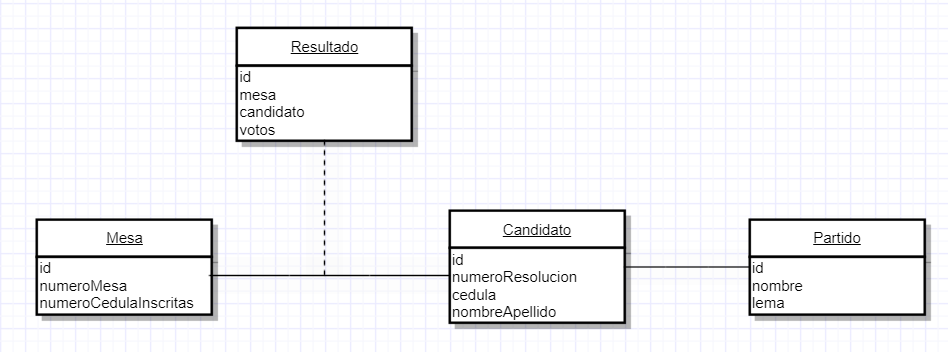 Resultado
id
mesa
candidato
votos
Mesa
id
numeroMesa
numeroCedulaInscritas
Candidato
id
numeroResolucion
cedula
nombreApellido
Partido
id
nombre
lema